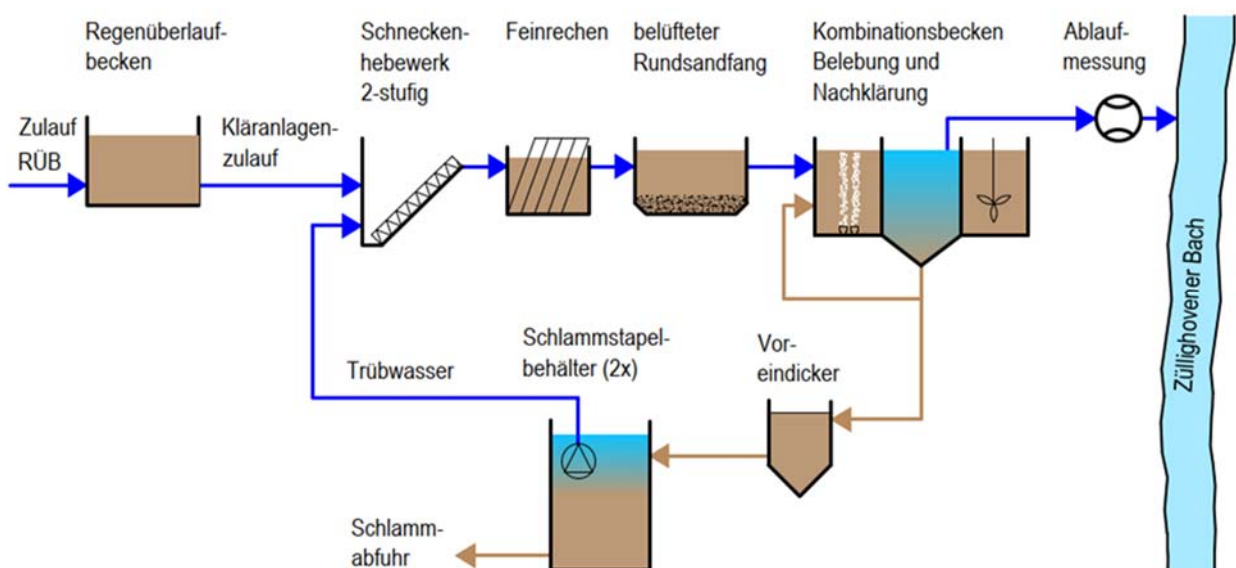 Regenüberlauf-
becken
Schnecken-
hebewerk
2-stufig
Feinrechen
belüfteter
Rundsandfang
Kombinationsbecken
Belebung und
Nachklärung
Ablauf-
messung
Zulauf
RÜB
Kläranlagen-
zulauf
Züllighovener Bach
Trübwasser
Schlammstapel-
behälter (2x)
Vor-
eindicker
Schlamm-
abfuhr